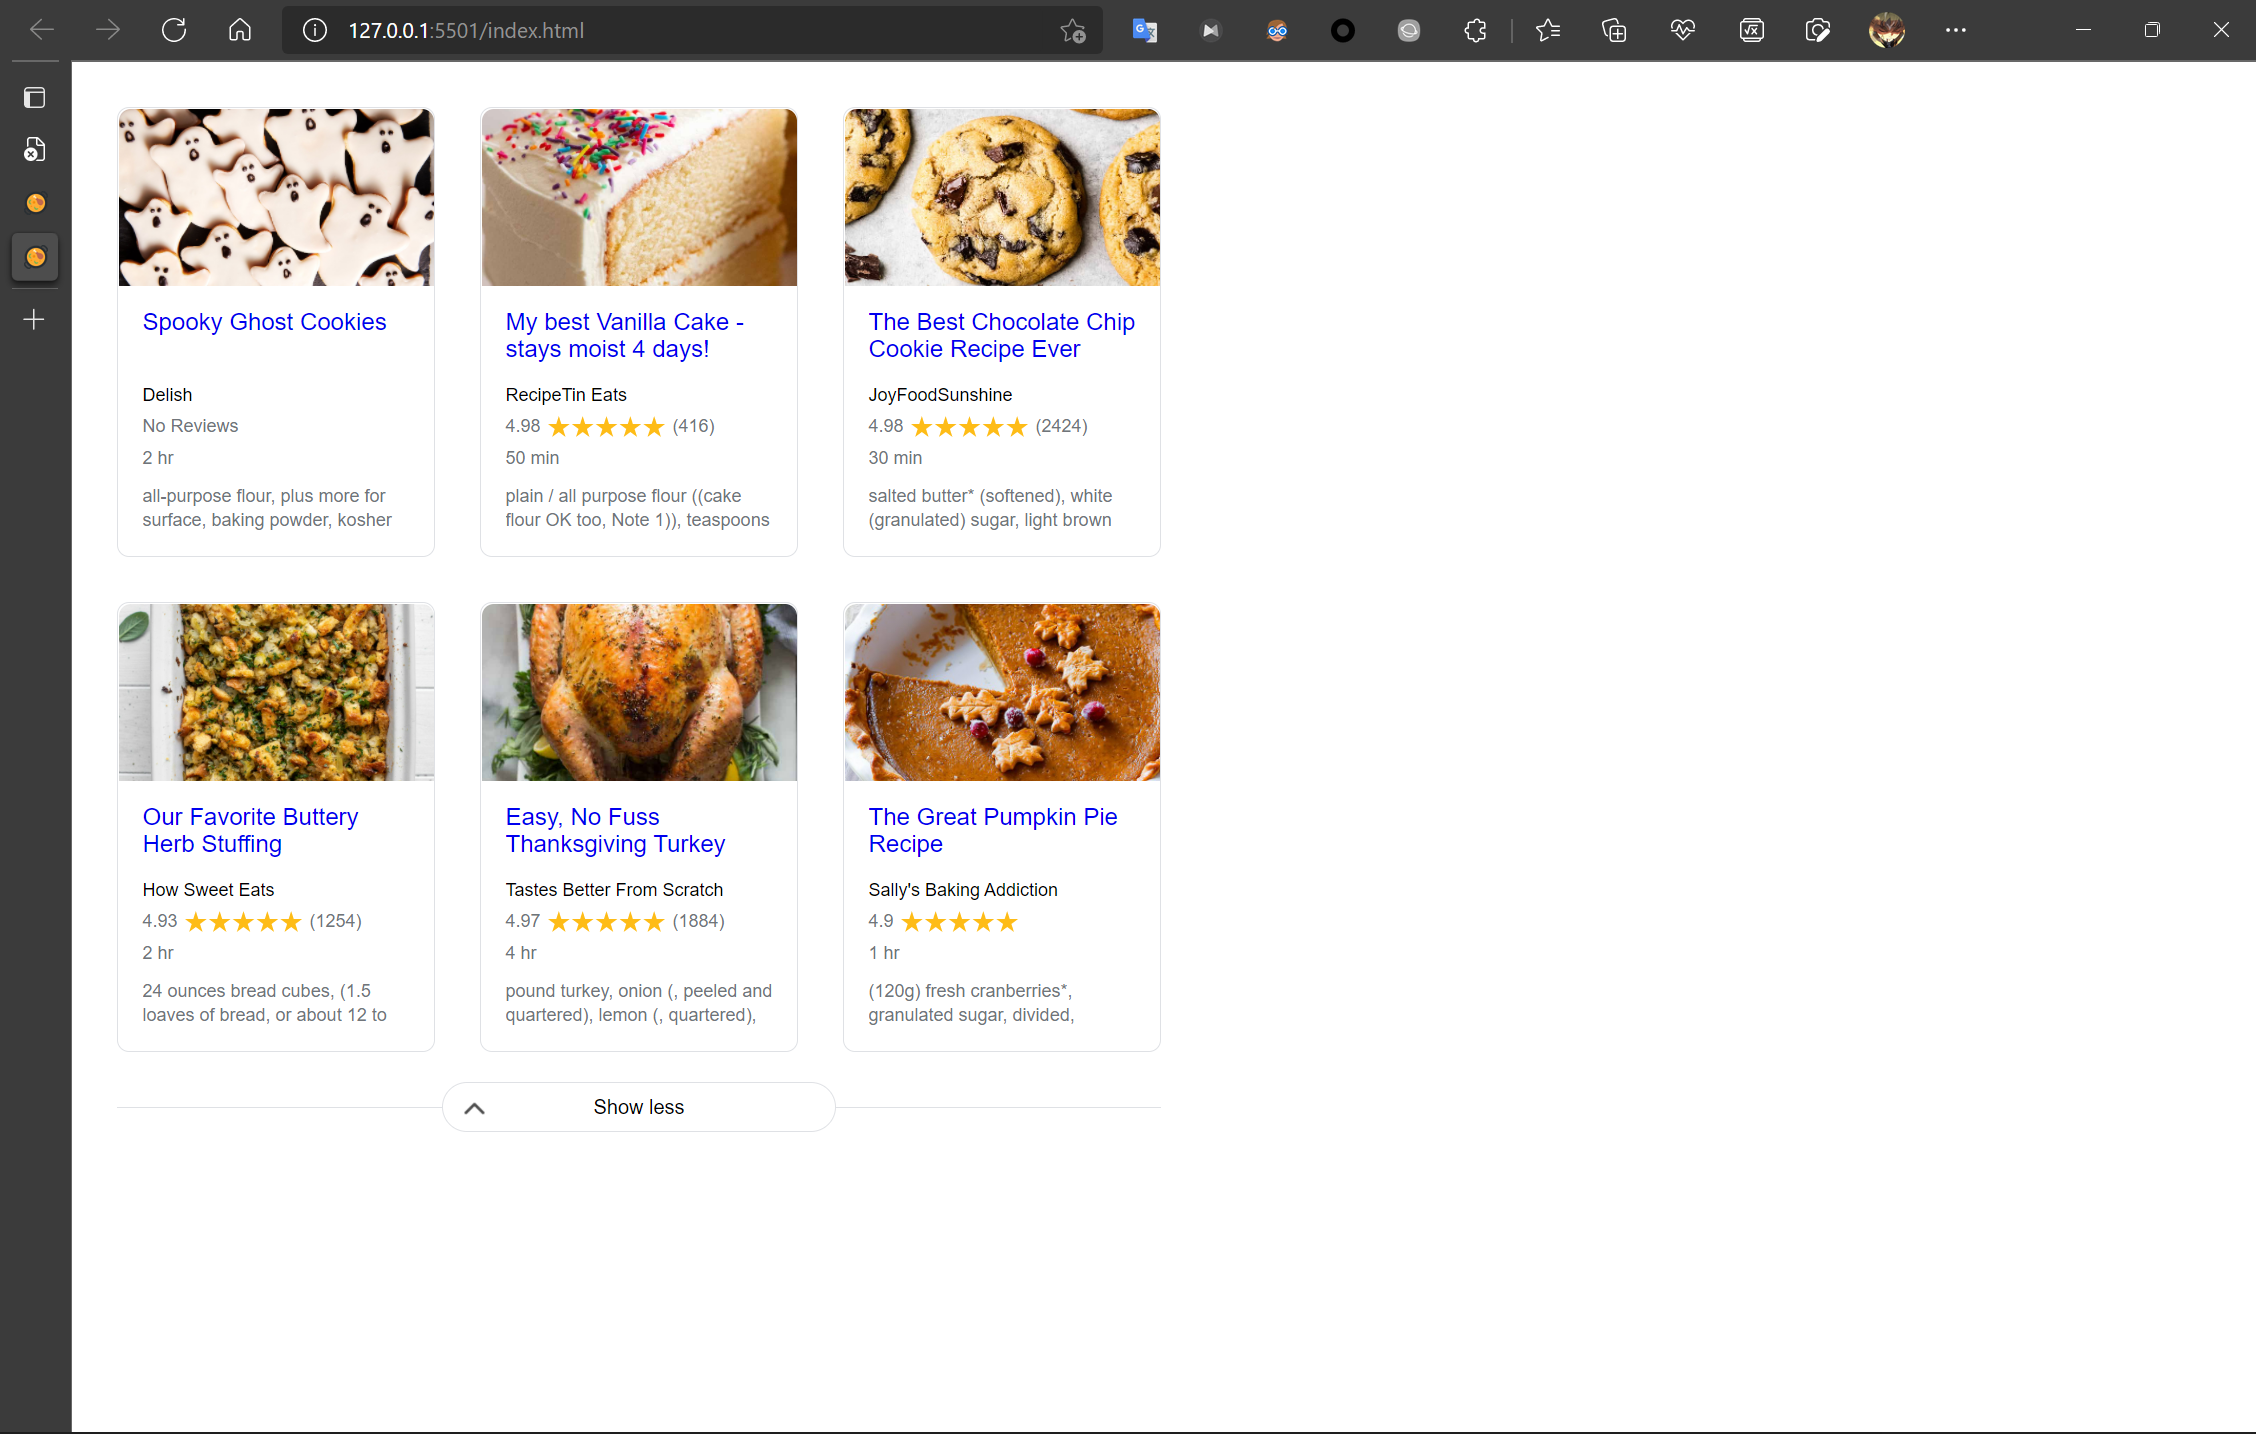 127.0.0.1:5501/index.html
Spooky Ghost Cookies
Delish
No Reviews
2 hr
all-purpose flour, plus more for
surface, baking powder, kosher
My best Vanilla Cake -
stays moist 4 days!
RecipeTin Eats
4.98 ★★★★★ (416)
50 min
plain / all purpose flour ((cake
flour OK too, Note 1)), teaspoons
The Best Chocolate Chip
Cookie Recipe Ever
JoyFoodSunshine
4.98 ★★★★★ (2424)
30 min
salted butter* (softened), white
(granulated) sugar, light brown
Our Favorite Buttery
Herb Stuffing
How Sweet Eats
4.93 ★★★★★ (1254)
2 hr
24 ounces bread cubes, (1.5
loaves of bread, or about 12 to
Easy, No Fuss
Thanksgiving Turkey
Tastes Better From Scratch
4.97 ★★★★★ (1884)
4 hr
pound turkey, onion (, peeled and
quartered), lemon (, quartered),
The Great Pumpkin Pie
Recipe
Sally's Baking Addiction
4.9 ★★★★★
1 hr
(120g) fresh cranberries*,
granulated sugar, divided,
Show less